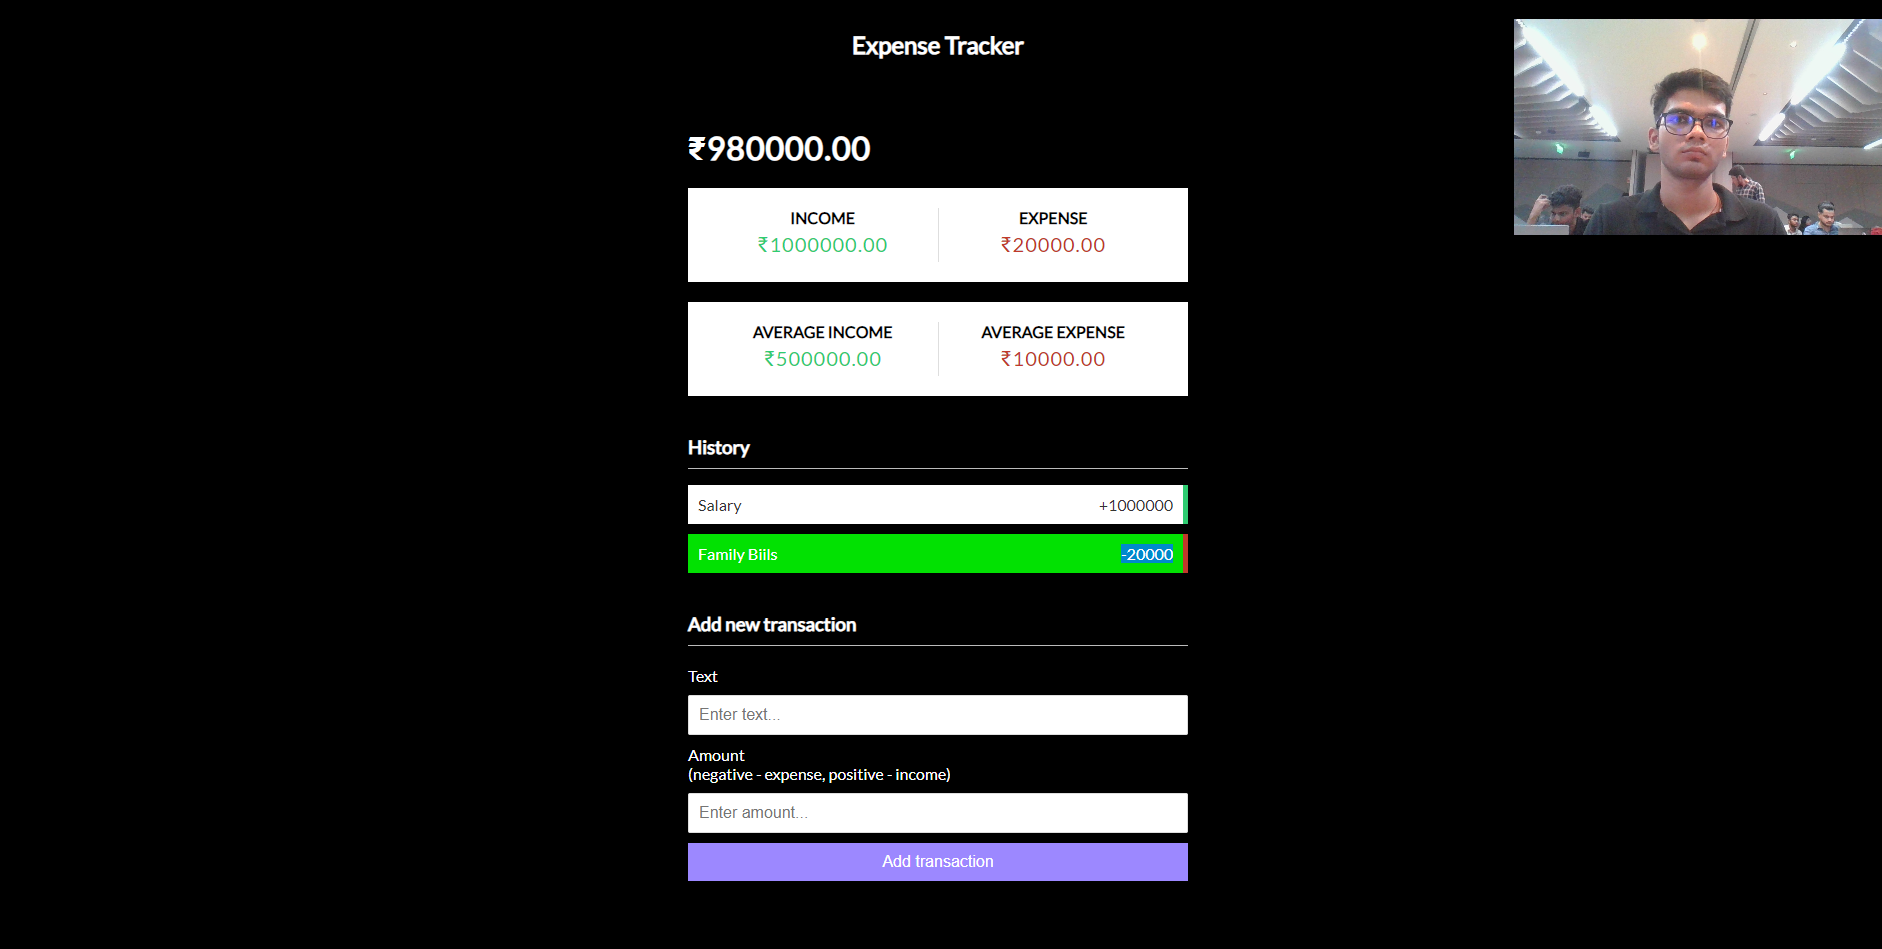 Expense Tracker
₹980000.00
INCOME
₹1000000.00
EXPENSE
₹20000.00
AVERAGE INCOME
₹500000.00
AVERAGE EXPENSE
₹10000.00
History
Salary +1000000
Family Biils -20000
Add new transaction
Text
Enter text...
Amount
(negative - expense, positive - income)
Enter amount...
Add transaction